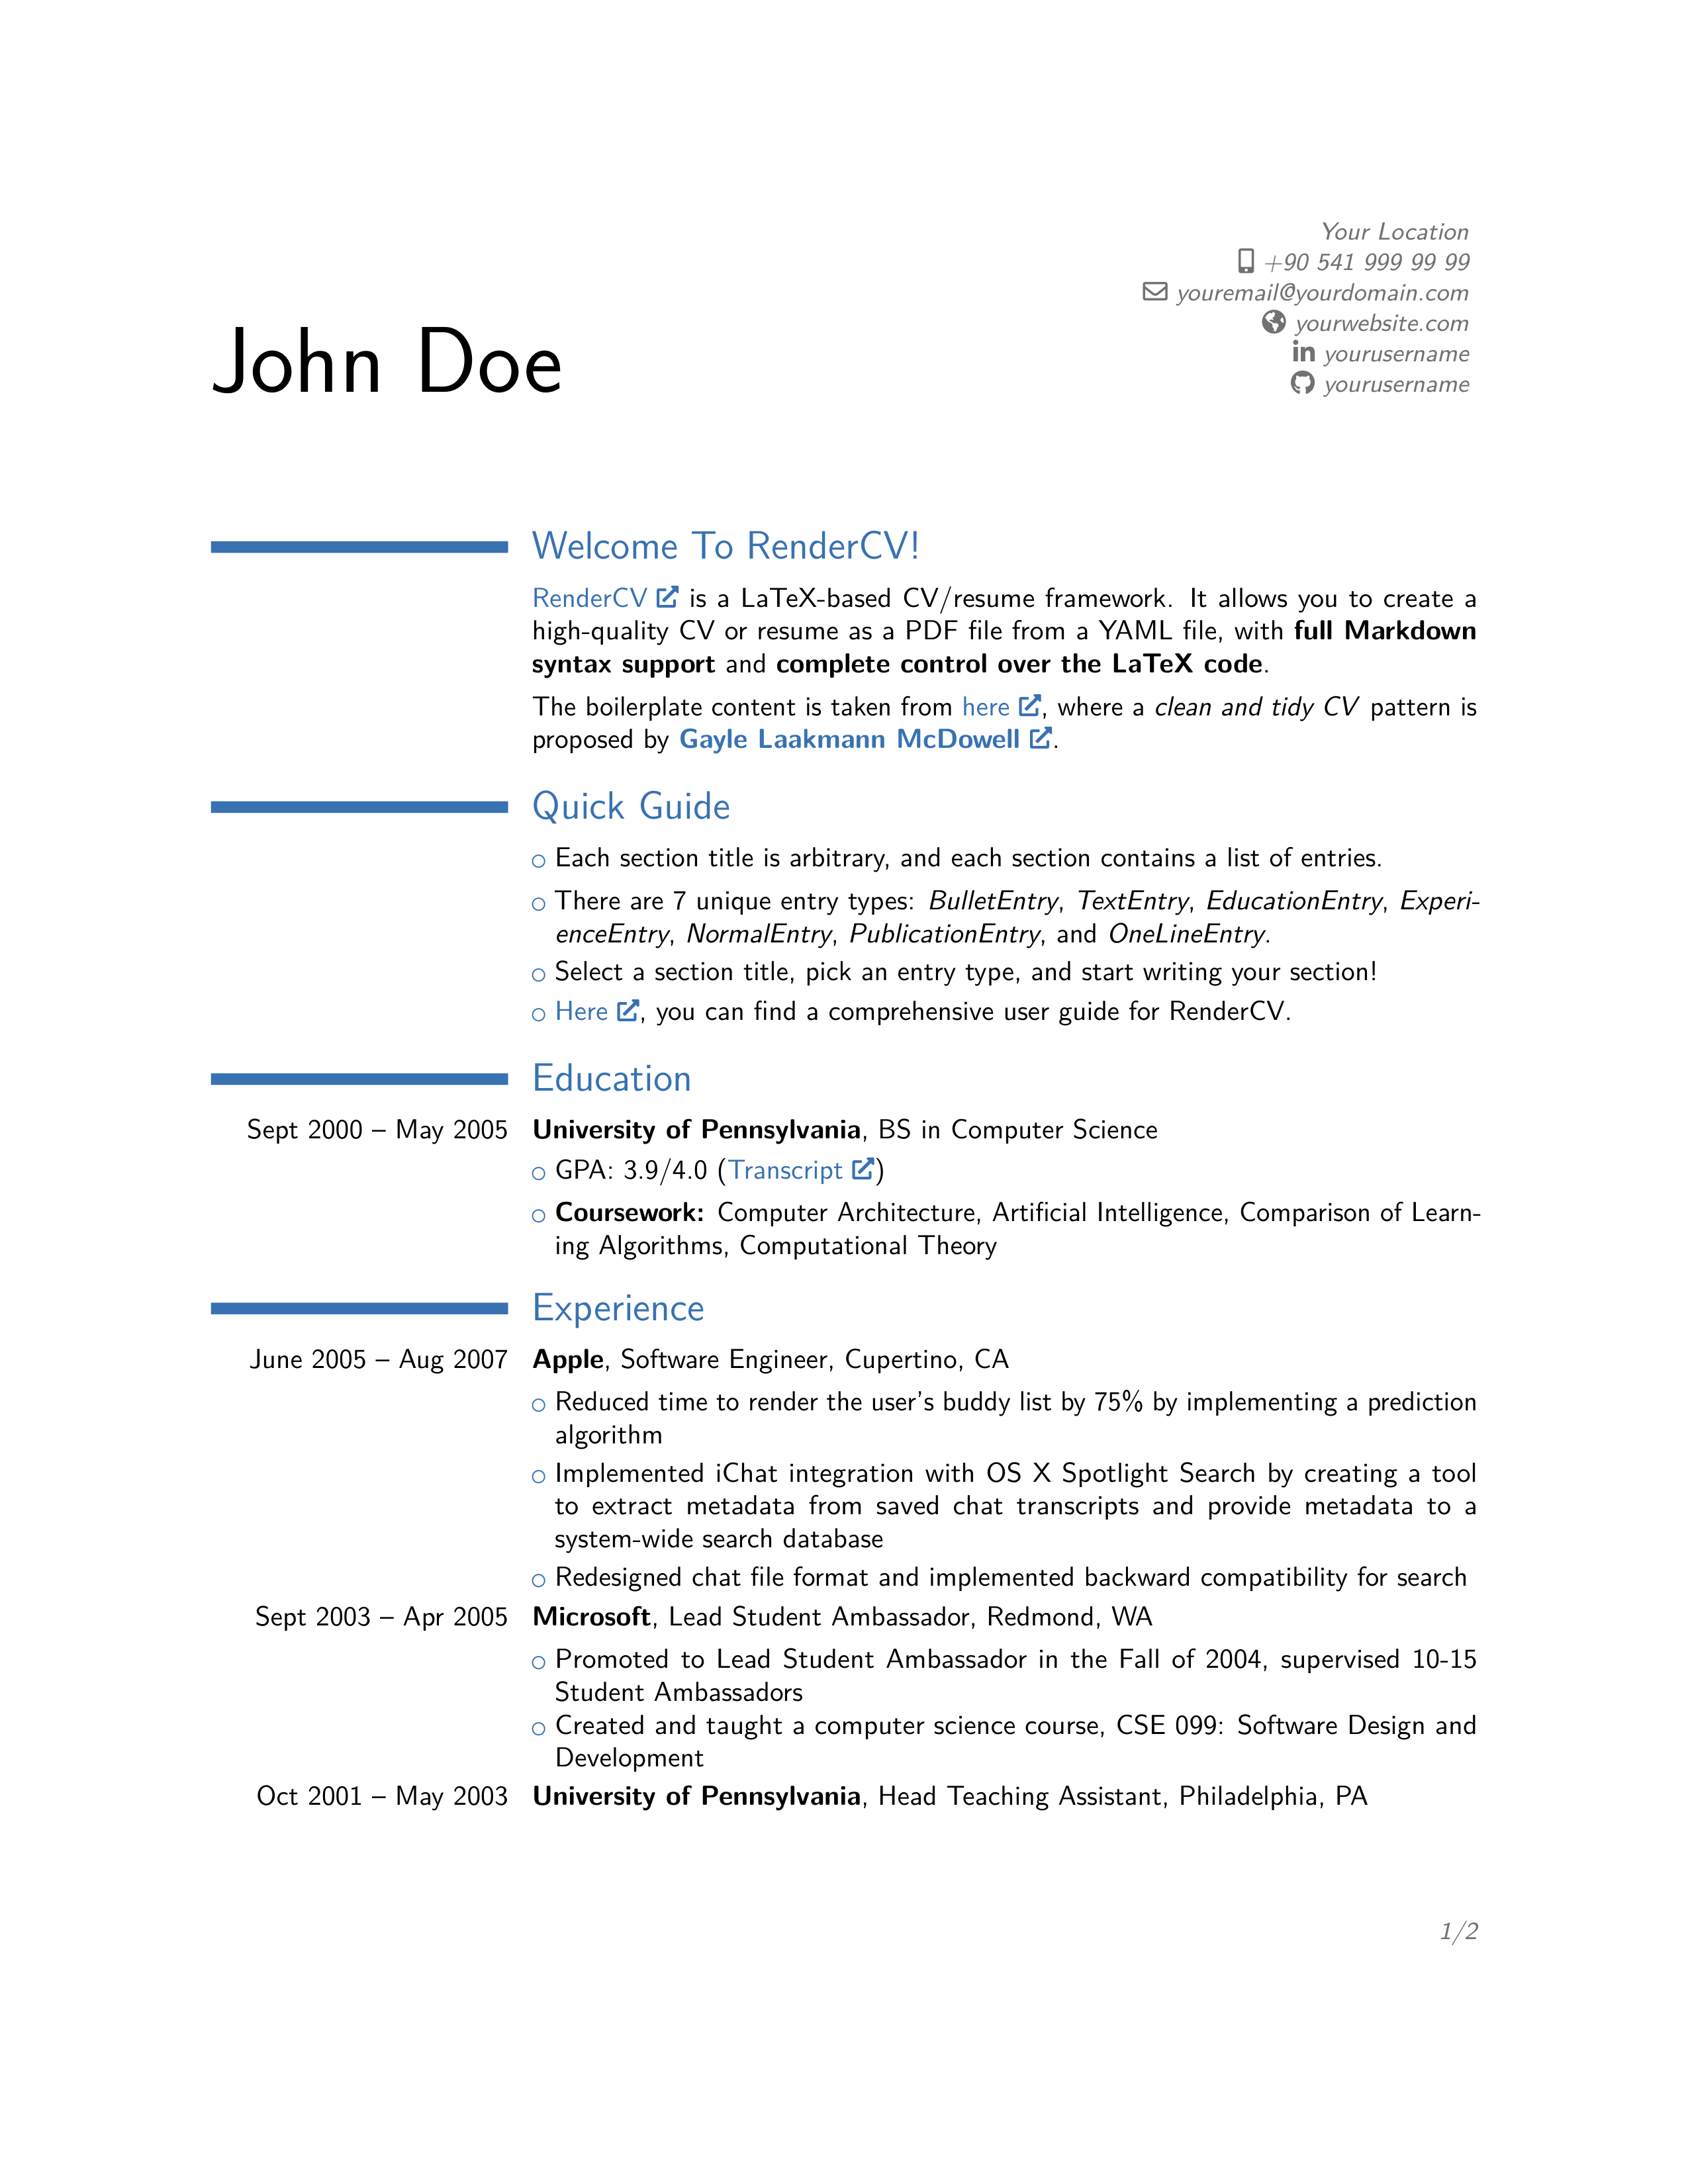 John Doe
Your Location
+90 541 999 99 99
youremail@yourdomain.com
yourwebsite.com
yourusername
yourusername
Welcome To RenderCV!
RenderCV is a LaTeX-based CV/resume framework. It allows you to create a
high-quality CV or resume as a PDF file from a YAML file, with full Markdown
syntax support and complete control over the LaTeX code.
The boilerplate content is taken from here, where a clean and tidy CV pattern is
proposed by Gayle Laakmann McDowell.
Quick Guide
Each section title is arbitrary, and each section contains a list of entries.
There are 7 unique entry types: BulletEntry, TextEntry, EducationEntry, Experi-
enceEntry, NormalEntry, PublicationEntry, and OneLineEntry.
Select a section title, pick an entry type, and start writing your section!
Here, you can find a comprehensive user guide for RenderCV.
Education
Sept 2000 – May 2005 University of Pennsylvania, BS in Computer Science
GPA: 3.9/4.0 (Transcript)
Coursework: Computer Architecture, Artificial Intelligence, Comparison of Learn-
ing Algorithms, Computational Theory
Experience
June 2005 – Aug 2007 Apple, Software Engineer, Cupertino, CA
Reduced time to render the user's buddy list by 75% by implementing a prediction
algorithm
Implemented iChat integration with OS X Spotlight Search by creating a tool
to extract metadata from saved chat transcripts and provide metadata to a
system-wide search database
Redesigned chat file format and implemented backward compatibility for search
Sept 2003 – Apr 2005 Microsoft, Lead Student Ambassador, Redmond, WA
Promoted to Lead Student Ambassador in the Fall of 2004, supervised 10-15
Student Ambassadors
Created and taught a computer science course, CSE 099: Software Design and
Development
Oct 2001 – May 2003 University of Pennsylvania, Head Teaching Assistant, Philadelphia, PA
1/2